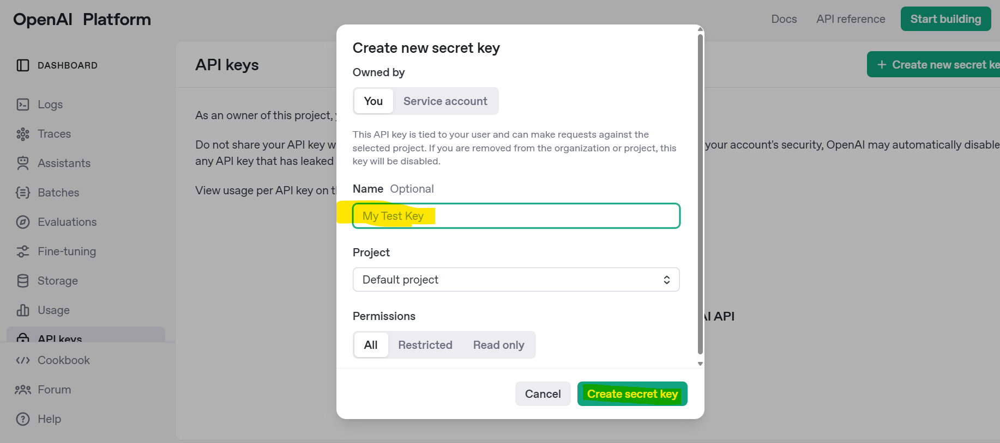 OpenAI Platform
Docs
API reference
Start building
DASHBOARD
Logs
Traces
Assistants
Batches
Evaluations
Fine-tuning
Storage
Usage
API keys
Cookbook
Forum
Help
API keys
+ Create new secret ke
As an owner of this project,
Do not share your API key w
your account's security, OpenAI may automatically disable
any API key that has leaked
View usage per API key on t
AI API
Create new secret key
Owned by
You
Service account
This API key is tied to your user and can make requests against the
selected project. If you are removed from the organization or project, this
key will be disabled.
Name Optional
My Test Key
Project
Default project
Permissions
All
Restricted
Read only
Cancel
Create secret key